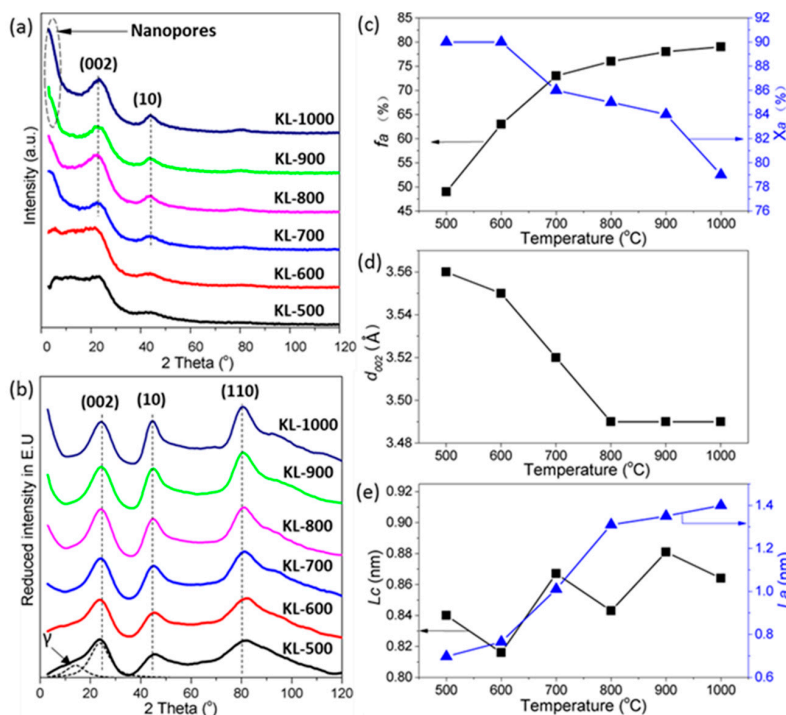 (a)
Nanopores
(002)
(10)
KL-1000
KL-900
KL-800
KL-700
KL-600
KL-500
Intensity (a.u.)
0 20 40 60 80 100 120
2 Theta (°)
(b)
(002)
(10)
(110)
KL-1000
KL-900
KL-800
KL-700
KL-600
KL-500
γ
Reduced intensity in E.U
0 20 40 60 80 100 120
2 Theta (°)
(c)
85
80
75
70
65
60
55
50
45
fa (%)
92
90
88
86
84
82
80
78
76
Xa (%)
500 600 700 800 900 1000
Temperature (°C)
(d)
3.56
3.54
3.52
3.50
3.48
d002 (Å)
500 600 700 800 900 1000
Temperature (°C)
(e)
0.92
0.90
0.88
0.86
0.84
0.82
0.80
Lc (nm)
1.4
1.2
1.0
0.8
0.6
La (nm)
500 600 700 800 900 1000
Temperature (°C)